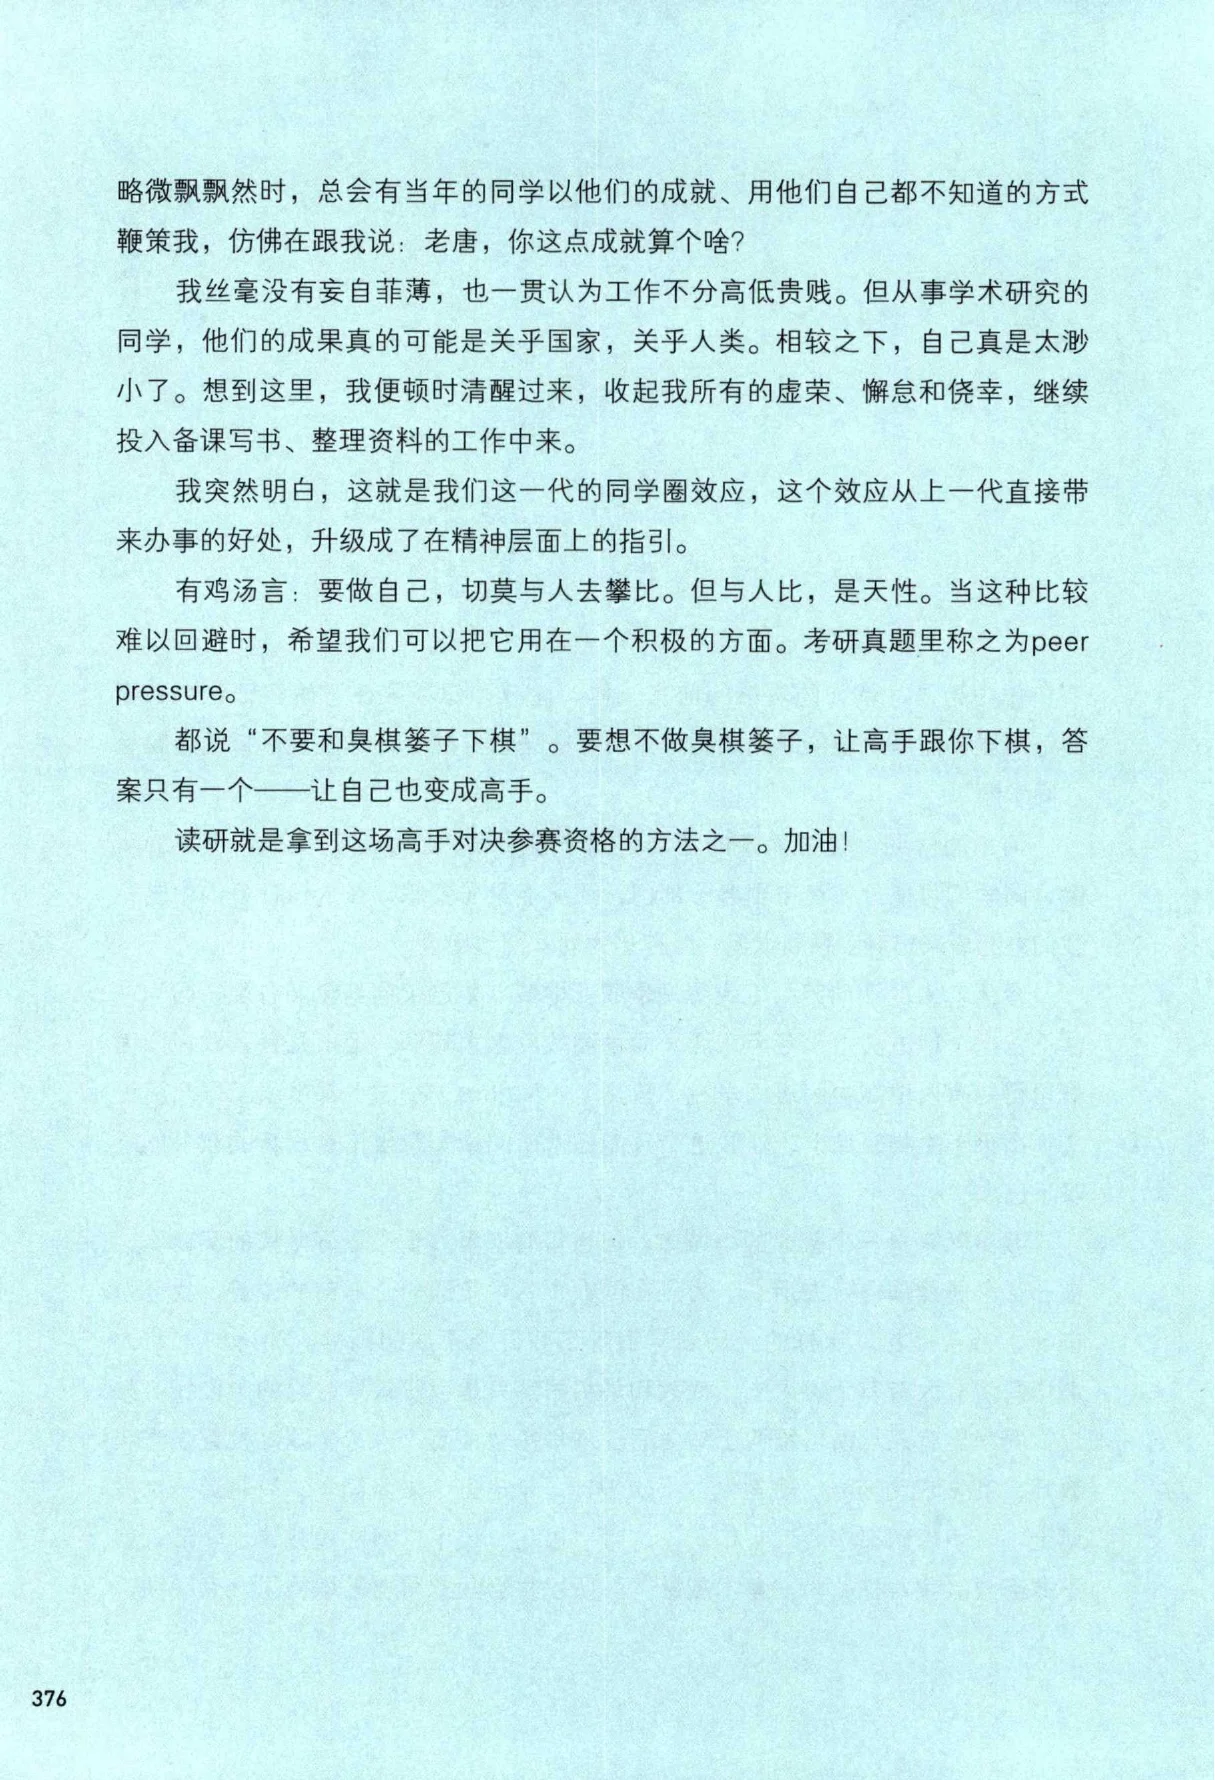 略微飘飘然时，总会有当年的同学以他们的成就、用他们自己都不知道的方式
鞭策我，仿佛在跟我说：老唐，你这点成就算个啥？
我丝毫没有妄自菲薄，也一贯认为工作不分高低贵贱。但从事学术研究的
同学，他们的成果真的可能是关乎国家，关乎人类。相较之下，自己真是太渺
小了。想到这里，我便顿时清醒过来，收起我所有的虚荣、懈怠和侥幸，继续
投入备课写书、整理资料的工作中来。
我突然明白，这就是我们这一代的同学圈效应，这个效应从上一代直接带
来办事的好处，升级成了在精神层面上的指引。
有鸡汤言：要做自己，切莫与人去攀比。但与人比，是天性。当这种比较
难以回避时，希望我们可以把它用在一个积极的方面。考研真题里称之为peer
pressure。
都说“不要和臭棋篓子下棋”。要想不做臭棋篓子，让高手跟你下棋，答
案只有一个——让自己也变成高手。
读研就是拿到这场高手对决参赛资格的方法之一。加油！
376